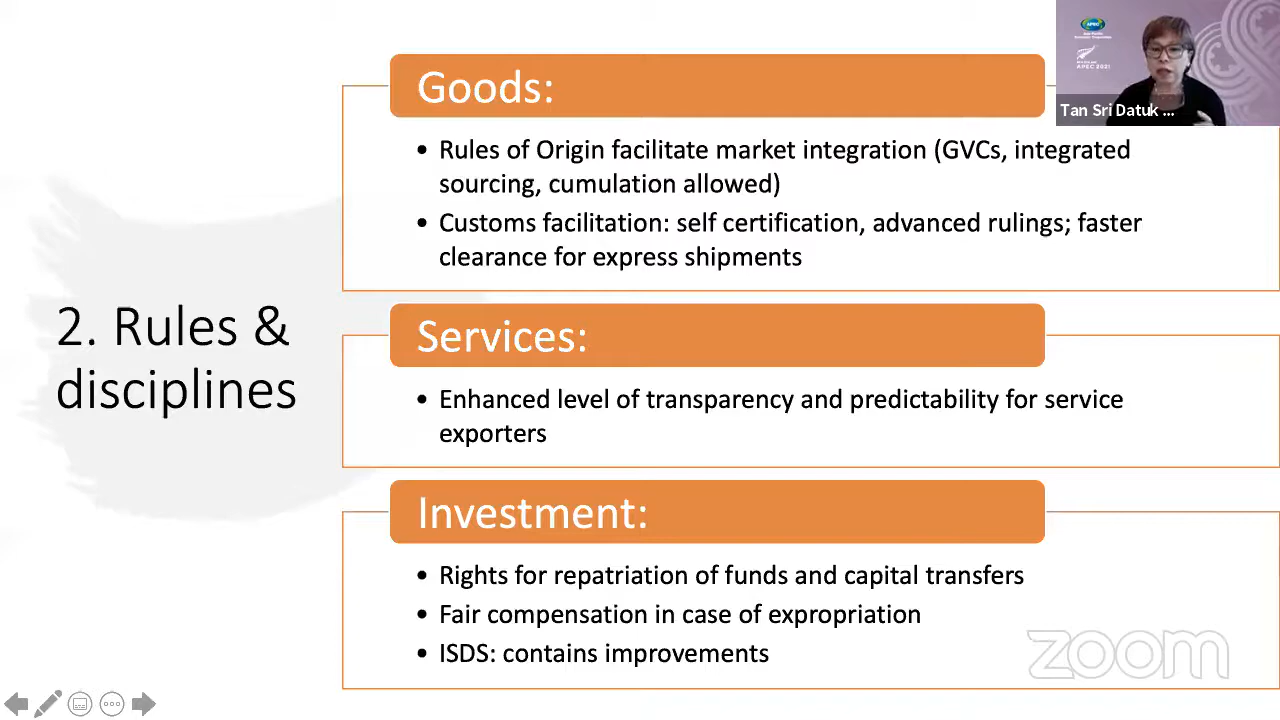 Goods:
• Rules of Origin facilitate market integration (GVCs, integrated
sourcing, cumulation allowed)
• Customs facilitation: self certification, advanced rulings; faster
clearance for express shipments
2. Rules &
disciplines
Services:
• Enhanced level of transparency and predictability for service
exporters
Investment:
• Rights for repatriation of funds and capital transfers
• Fair compensation in case of expropriation
• ISDS: contains improvements
zoom
APEC
APEC 2021
Tan Sri Datuk ...